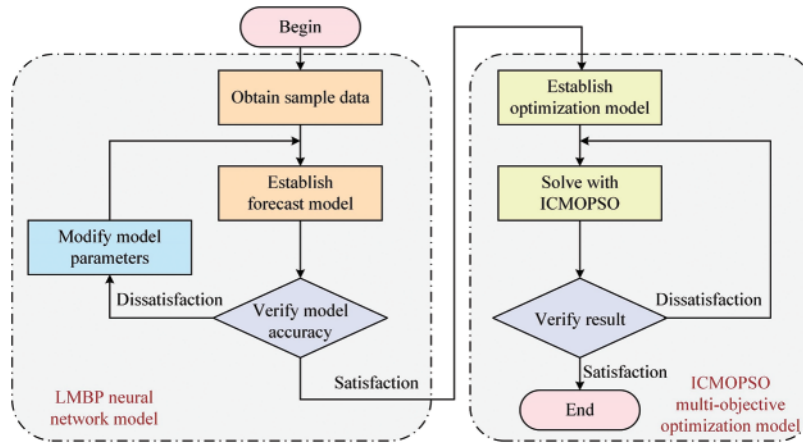 Begin
Obtain sample data
Establish
forecast model
Modify model
parameters
Dissatisfaction
Verify model
accuracy
Satisfaction
LMBP neural
network model
Establish
optimization model
Solve with
ICMOPSO
Dissatisfaction
Verify result
Satisfaction
End
ICMOPSO
multi-objective
optimization model